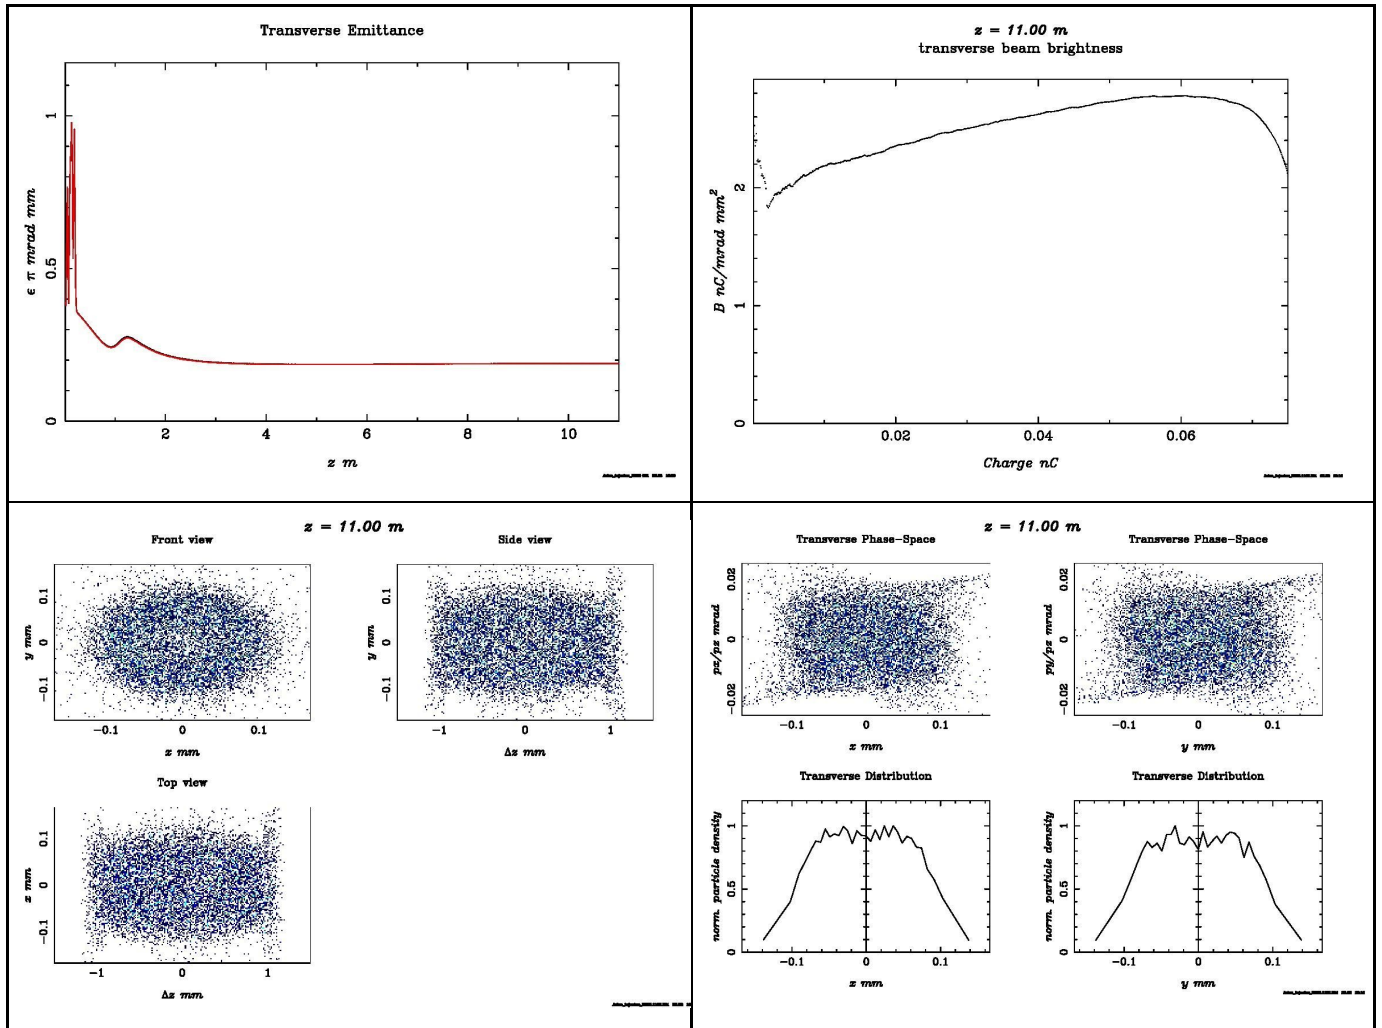 Transverse Emittance
1
0.5
0
ϵ π mrad mm
2 4 6 8 10
z m
z = 11.00 m
transverse beam brightness
2
1
0
B nC/mrad mm²
0.02 0.04 0.06
Charge nC
z = 11.00 m
Front view
0.1
0
−0.1
y mm
−0.1 0 0.1
x mm
Side view
0.1
0
−0.1
y mm
−1 0 1
Δz mm
Top view
0.1
0
−0.1
x mm
−1 0 1
Δz mm
z = 11.00 m
Transverse Phase−Space
0.02
0
−0.02
px/pz mrad
−0.1 0 0.1
x mm
Transverse Phase−Space
0.02
0
−0.02
py/pz mrad
−0.1 0 0.1
y mm
Transverse Distribution
1
0.5
0
norm. particle density
−0.1 0 0.1
x mm
Transverse Distribution
1
0.5
0
norm. particle density
−0.1 0 0.1
y mm